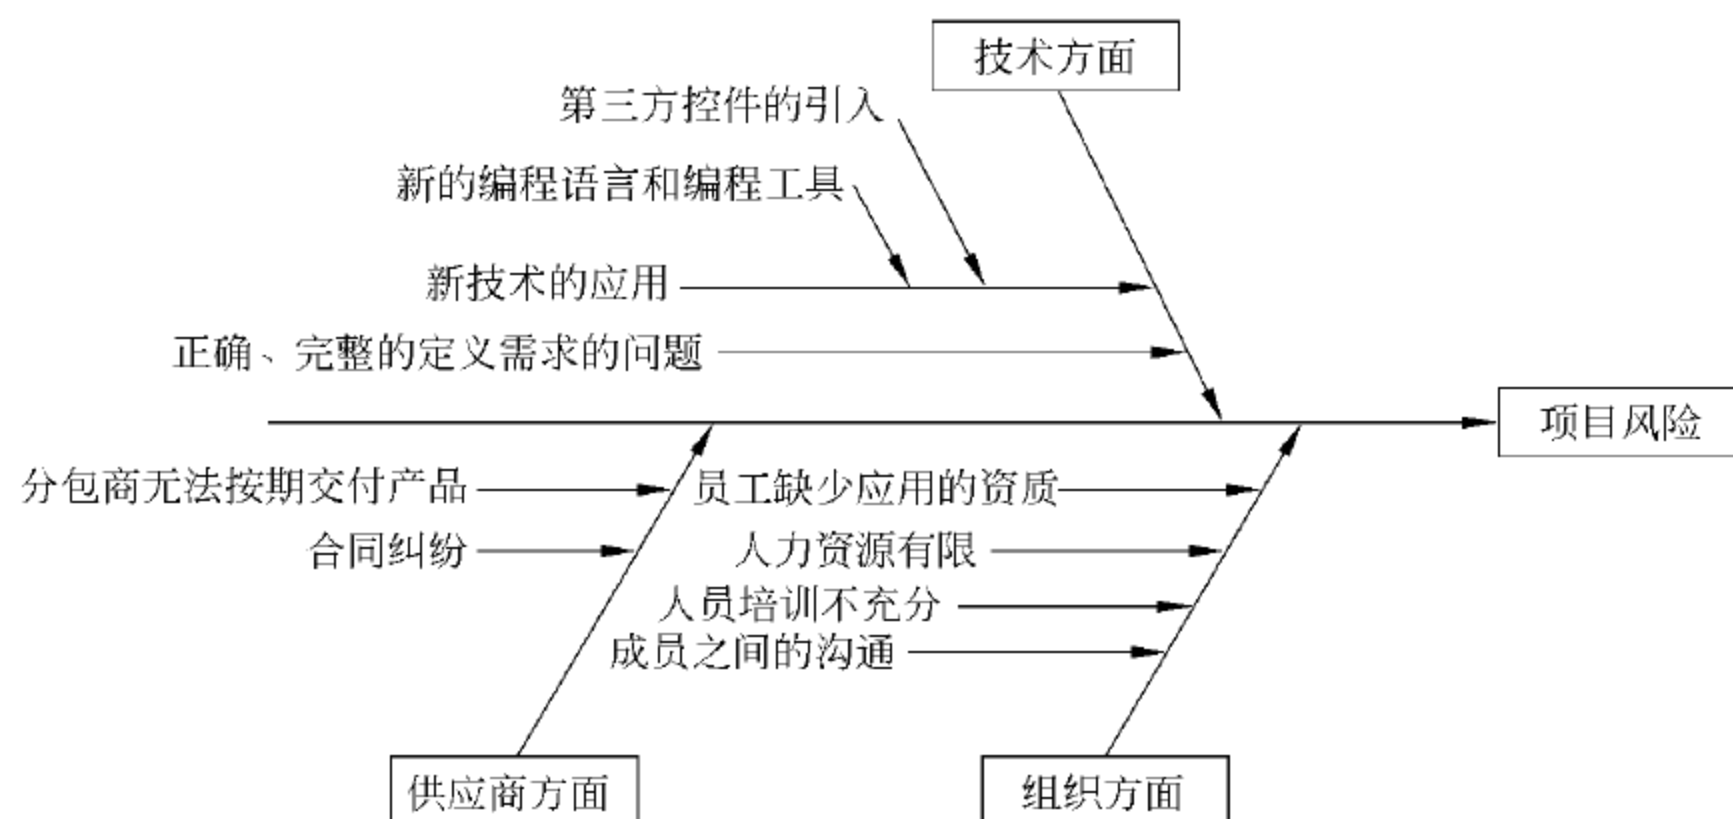 技术方面
第三方控件的引入
新的编程语言和编程工具
新技术的应用
正确、完整的定义需求的问题
项目风险
分包商无法按期交付产品
员工缺少应用的资质
合同纠纷
人力资源有限
人员培训不充分
成员之间的沟通
供应商方面
组织方面